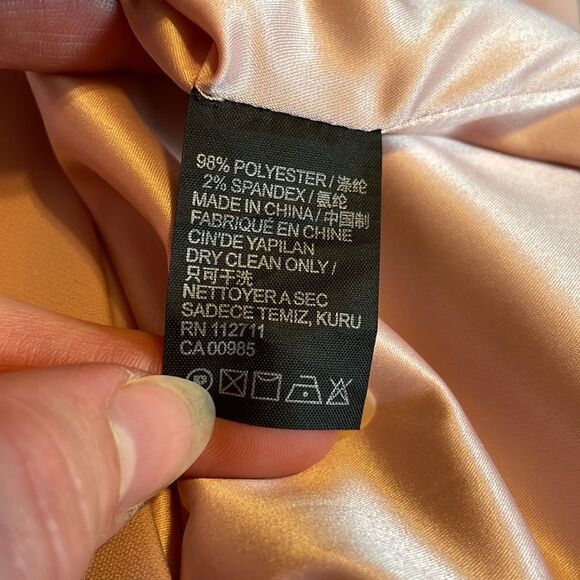 98% POLYESTER / 涤纶
2% SPANDEX / 氨纶
MADE IN CHINA / 中国制
FABRIQUE EN CHINE
CIN'DE YAPILAN
DRY CLEAN ONLY /
只可干洗
NETTOYER A SEC
SADECE TEMIZ, KURU
RN 112711
CA 00985
P